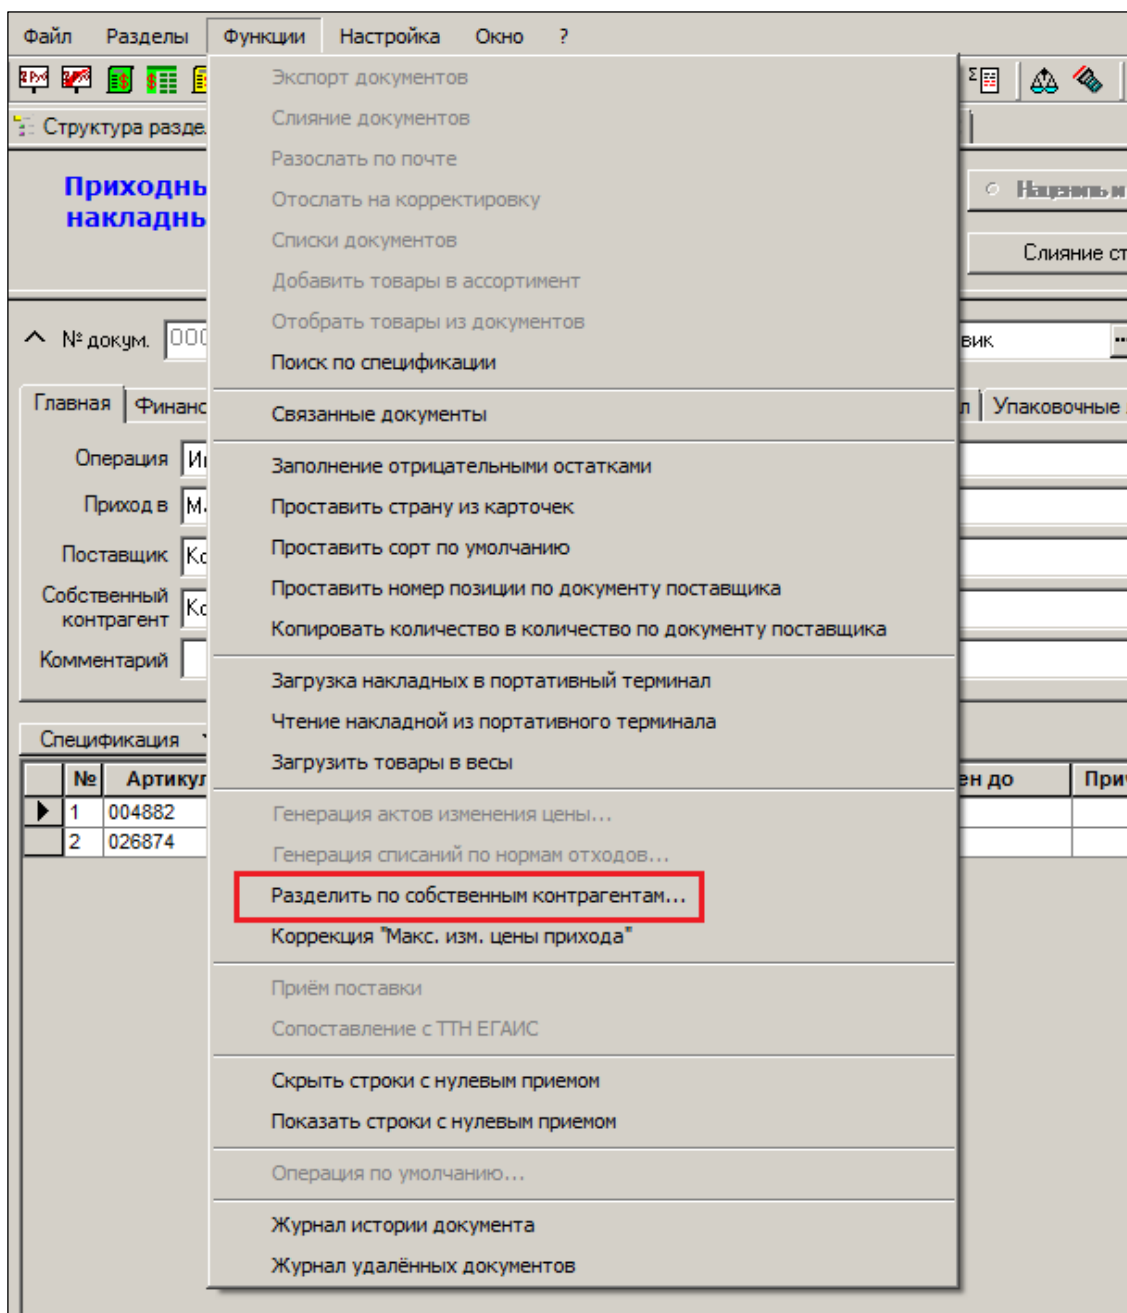 Файл Разделы Функции Настройка Окно ?
Экспорт документов
Структура разде.
Слияние документов
Разослать по почте
Приходнь
накладнь
Отослать на корректировку
Списки документов
Слияние ст
Добавить товары в ассортимент
Отобрать товары из документов
№ докум. 000 вик ...
Поиск по спецификации
Главная Финанс л Упаковочные
Связанные документы
Операция
Заполнение отрицательными остатками
Приход в М.
Проставить страну из карточек
Поставщик Ко
Проставить сорт по умолчанию
Собственный
контрагент Ко
Проставить номер позиции по документу поставщика
Копировать количество в количество по документу поставщика
Комментарий
Загрузка накладных в портативный терминал
Чтение накладной из портативного терминала
Спецификация
Загрузить товары в весы
№ Артикул ен до При
1 004882
Генерация актов изменения цены...
2 026874
Генерация списаний по нормам отходов...
Разделить по собственным контрагентам...
Коррекция "Макс. изм. цены прихода"
Приём поставки
Сопоставление с ТТН ЕГАИС
Скрыть строки с нулевым приемом
Показать строки с нулевым приемом
Операция по умолчанию...
Журнал истории документа
Журнал удалённых документов